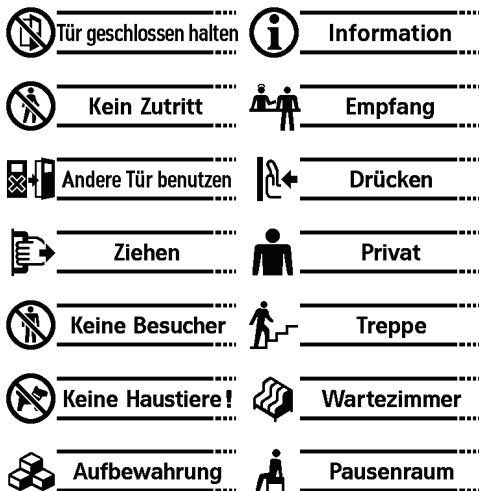 Tür geschlossen halten
Information
Kein Zutritt
Empfang
Andere Tür benutzen
Drücken
Ziehen
Privat
Keine Besucher
Treppe
Keine Haustiere!
Wartezimmer
Aufbewahrung
Pausenraum